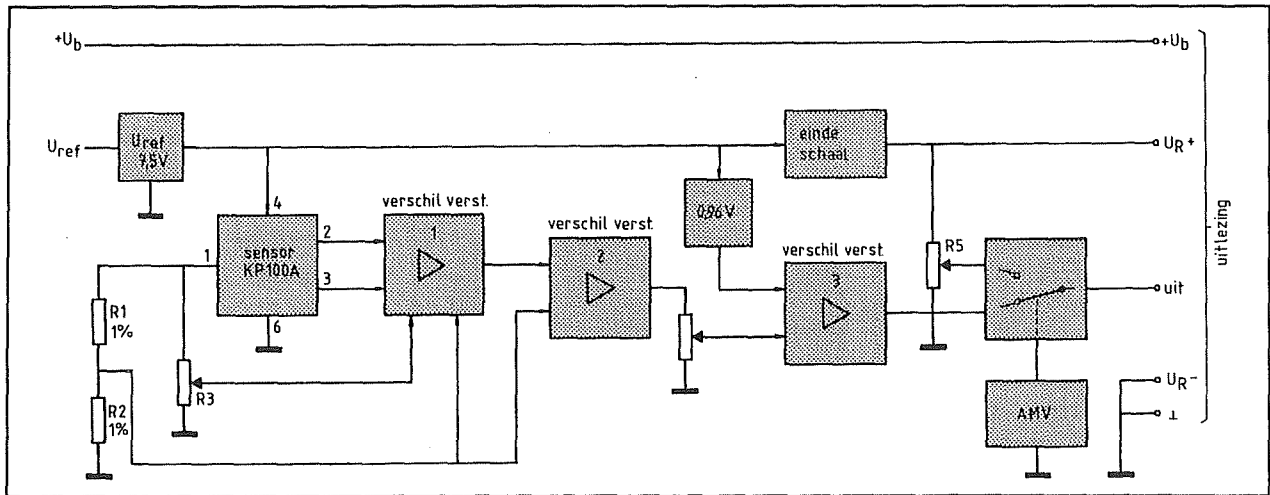 +Ub
+Ub
Uref
Uref
7,5V
einde
schaal
UR+
4
verschil verst.
verschil verst.
0,96V
sensor
KP100A
1
2
3
6
1
2
verschil verst.
3
R5
uit
uitlezing
R1
1%
R2
1%
R3
AMV
UR-
⊥